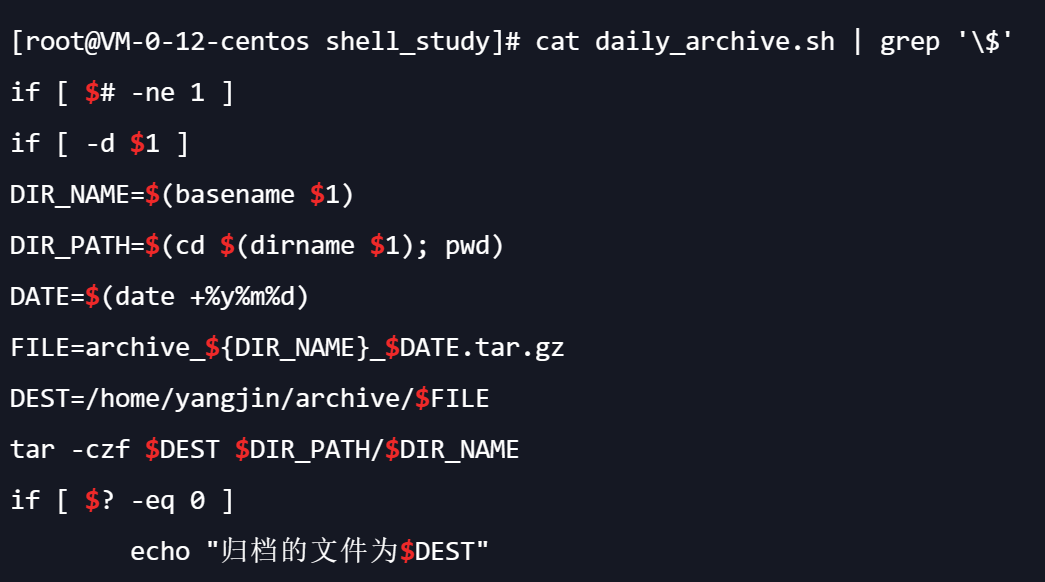 [root@VM-0-12-centos shell_study]# cat daily_archive.sh | grep '\$'
if [ $# -ne 1 ]
if [ -d $1 ]
DIR_NAME=$(basename $1)
DIR_PATH=$(cd $(dirname $1); pwd)
DATE=$(date +%y%m%d)
FILE=archive_${DIR_NAME}_$DATE.tar.gz
DEST=/home/yangjin/archive/$FILE
tar -czf $DEST $DIR_PATH/$DIR_NAME
if [ $? -eq 0 ]
        echo "归档的文件为$DEST"